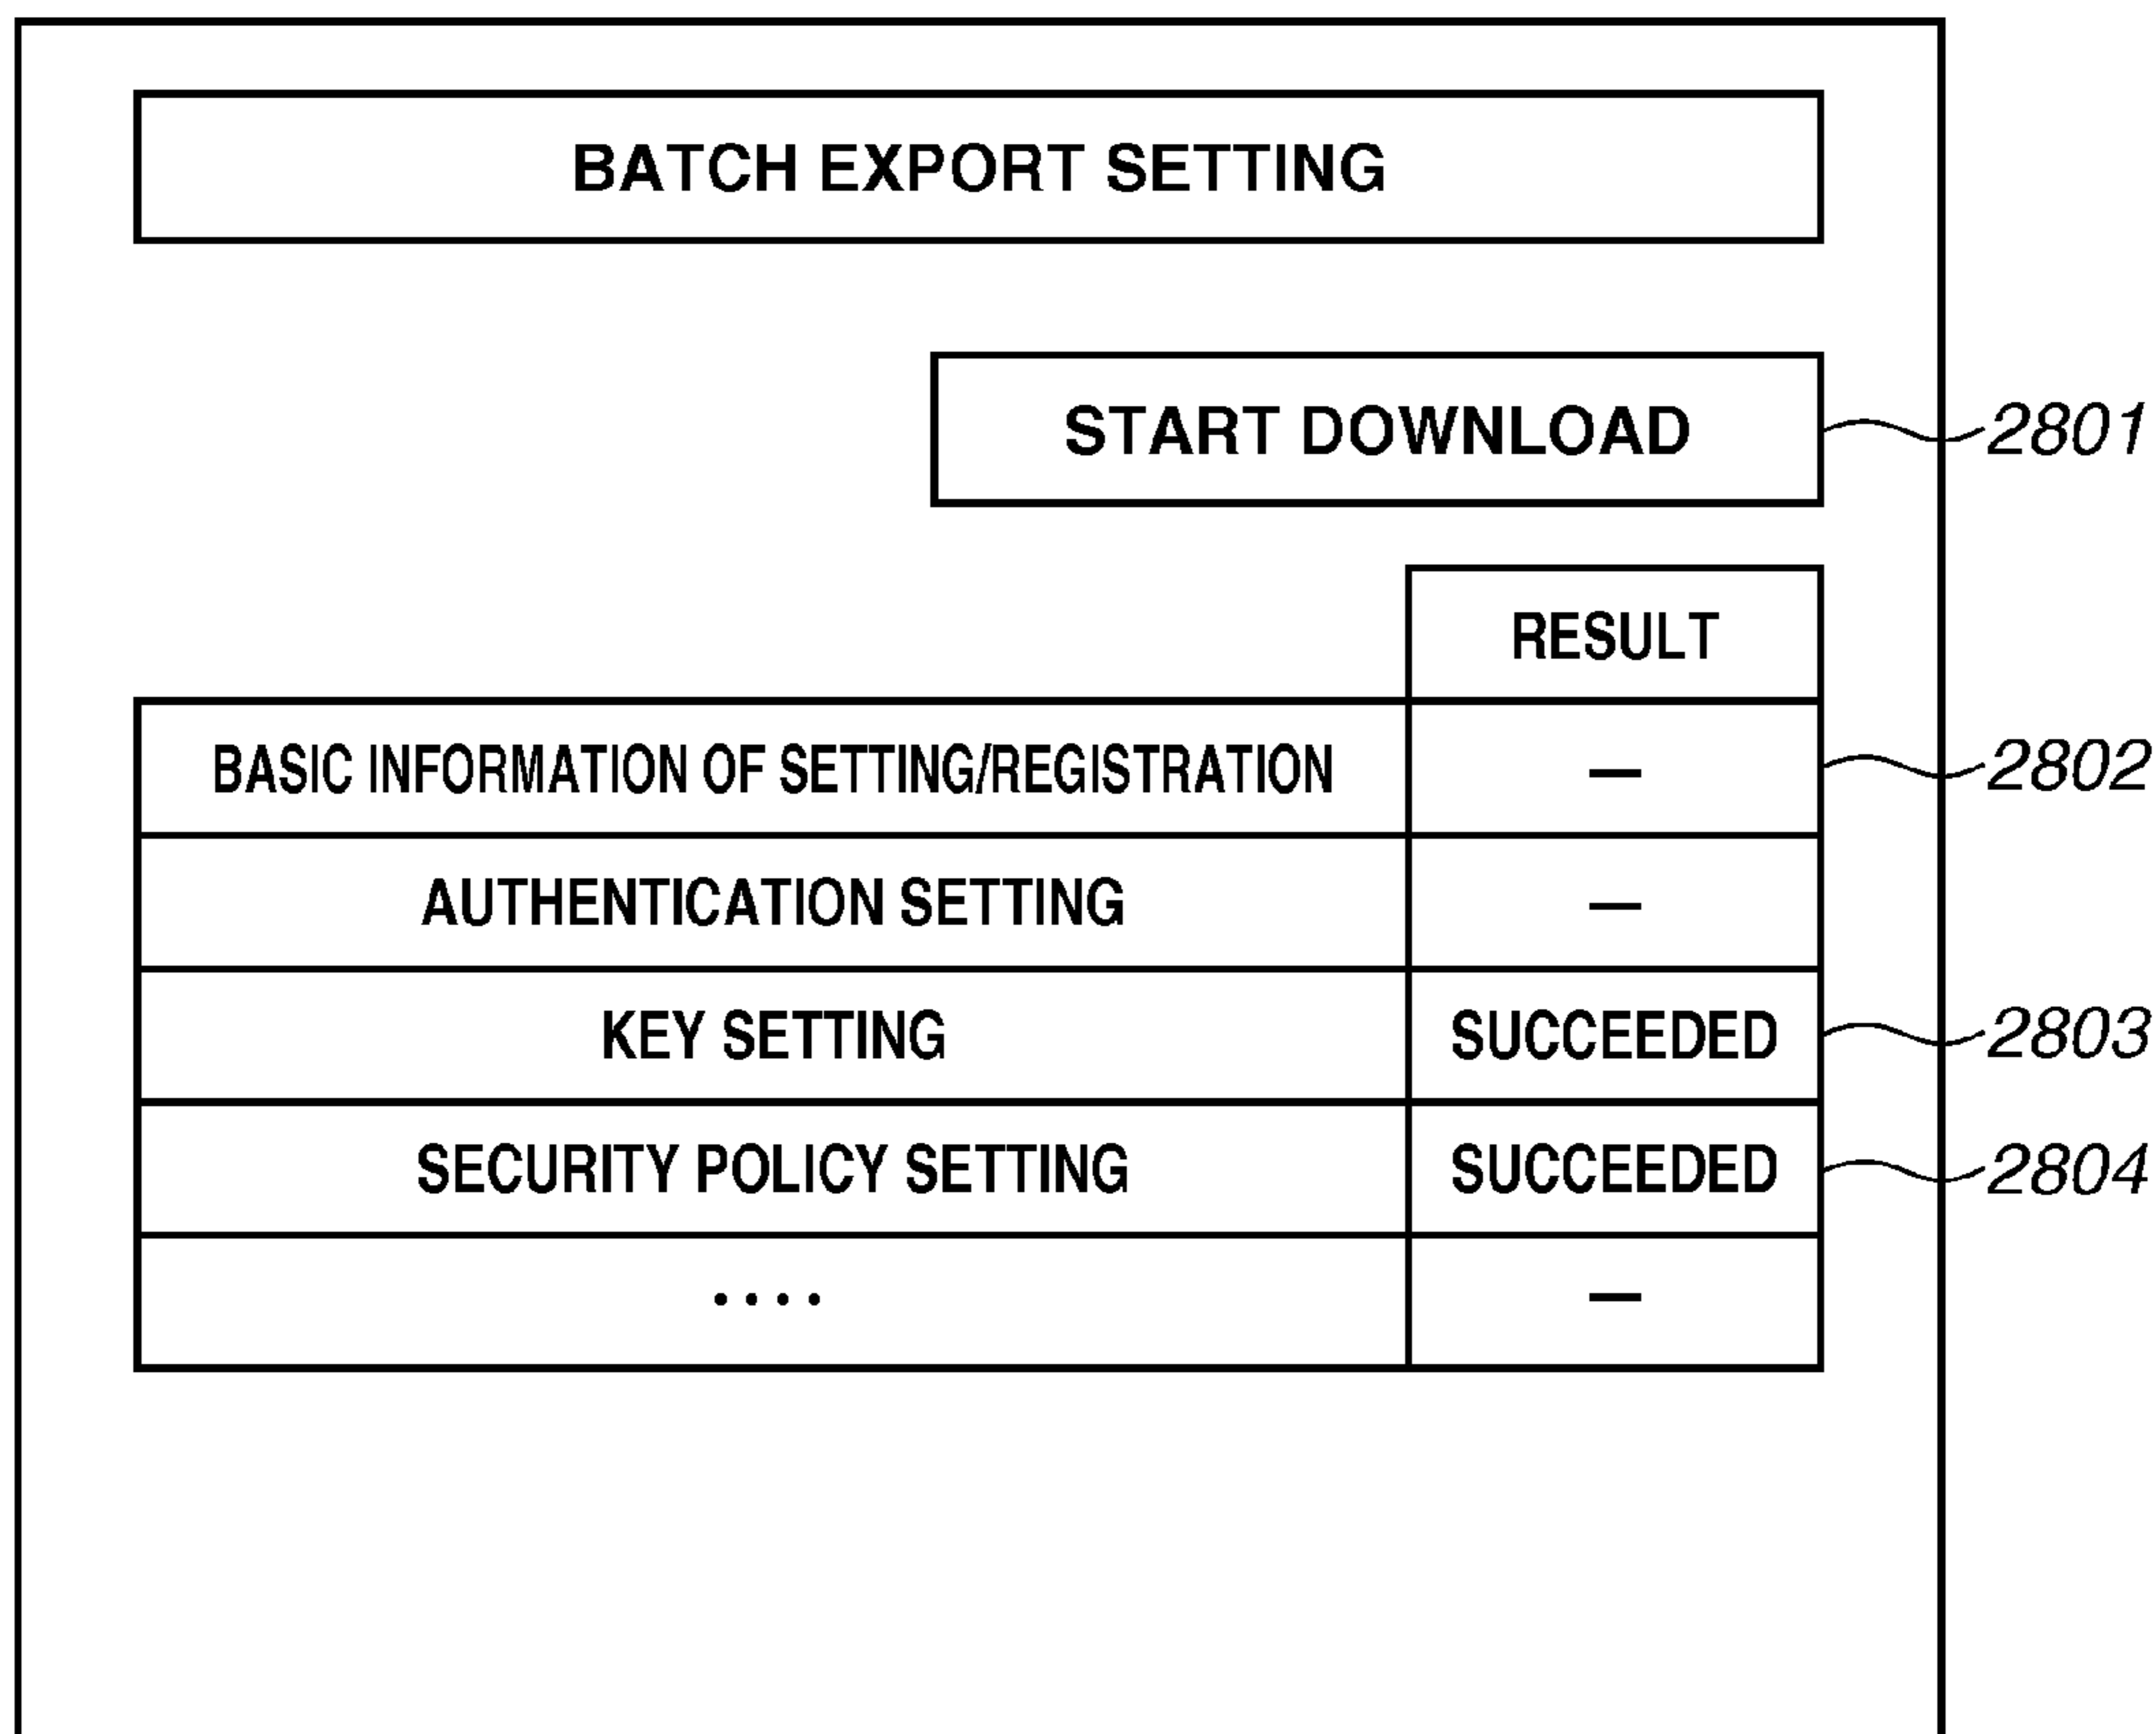 BATCH EXPORT SETTING
START DOWNLOAD
2801
RESULT
BASIC INFORMATION OF SETTING/REGISTRATION — 2802
AUTHENTICATION SETTING —
KEY SETTING SUCCEEDED 2803
SECURITY POLICY SETTING SUCCEEDED 2804
···· —